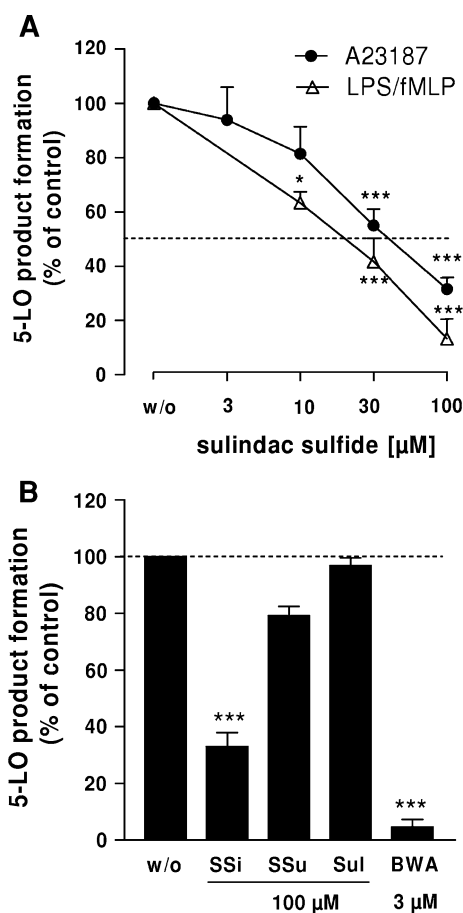 A
120
100
80
60
40
20
0
5-LO product formation
(% of control)
A23187
LPS/fMLP
*
***
***
***
***
w/o 3 10 30 100
sulindac sulfide [µM]
B
120
100
80
60
40
20
0
5-LO product formation
(% of control)
***
***
w/o SSi SSu Sul BWA
100 µM 3 µM